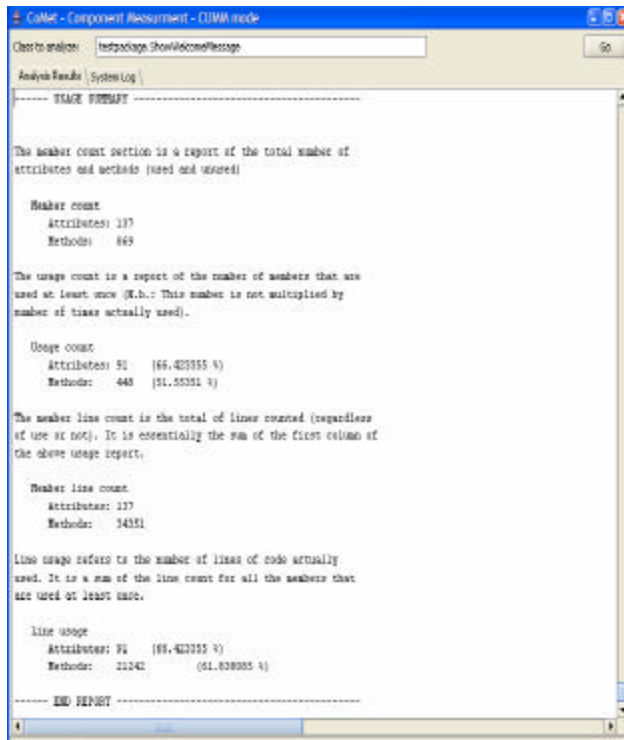 CoMet - Component Measurment - CUMM mode
Class to analyze: testpackage.ShowWelcomeMessage Go
Analysis Results System Log
------ USAGE SUMMARY ------------------------------------------
The member count section is a report of the total number of
attributes and methods (used and unused)
Member count
Attributes: 137
Methods: 869
The usage count is a report of the number of members that are
used at least once (N.b.: This number is not multiplied by
number of times actually used).
Usage count
Attributes: 91 (66.423355 %)
Methods: 448 (51.55351 %)
The member line count is the total of lines counted (regardless
of use or not). It is essentially the sum of the first column of
the above usage report.
Member line count
Attributes: 137
Methods: 34351
Line usage refers to the number of lines of code actually
used. It is a sum of the line count for all the members that
are used at least once.
line usage
Attributes: 91 (66.423355 %)
Methods: 21242 (61.838085 %)
------ END REPORT ---------------------------------------------